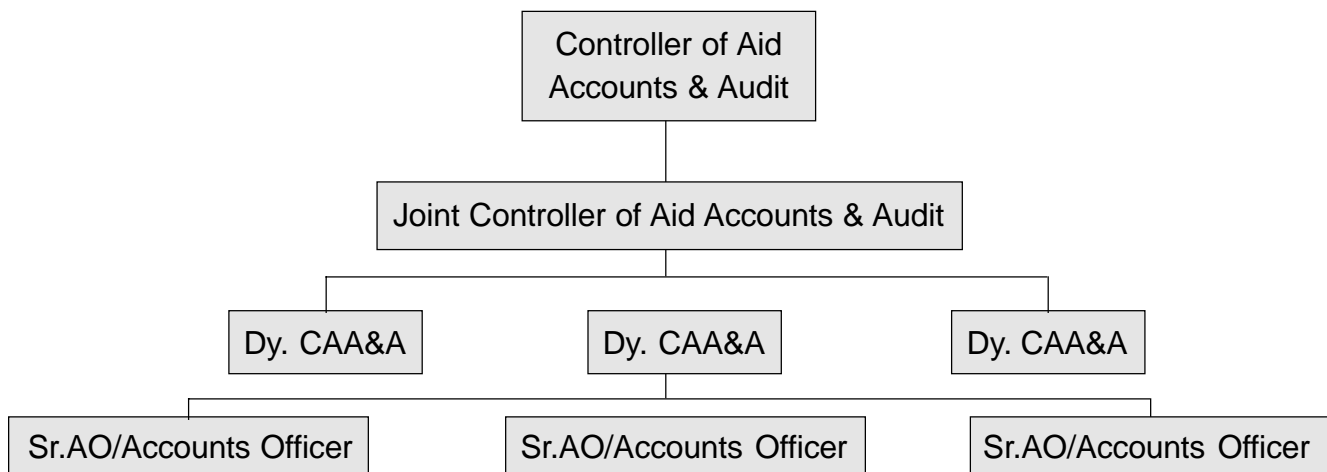 Controller of Aid
Accounts & Audit
Joint Controller of Aid Accounts & Audit
Dy. CAA&A
Dy. CAA&A
Dy. CAA&A
Sr.AO/Accounts Officer
Sr.AO/Accounts Officer
Sr.AO/Accounts Officer